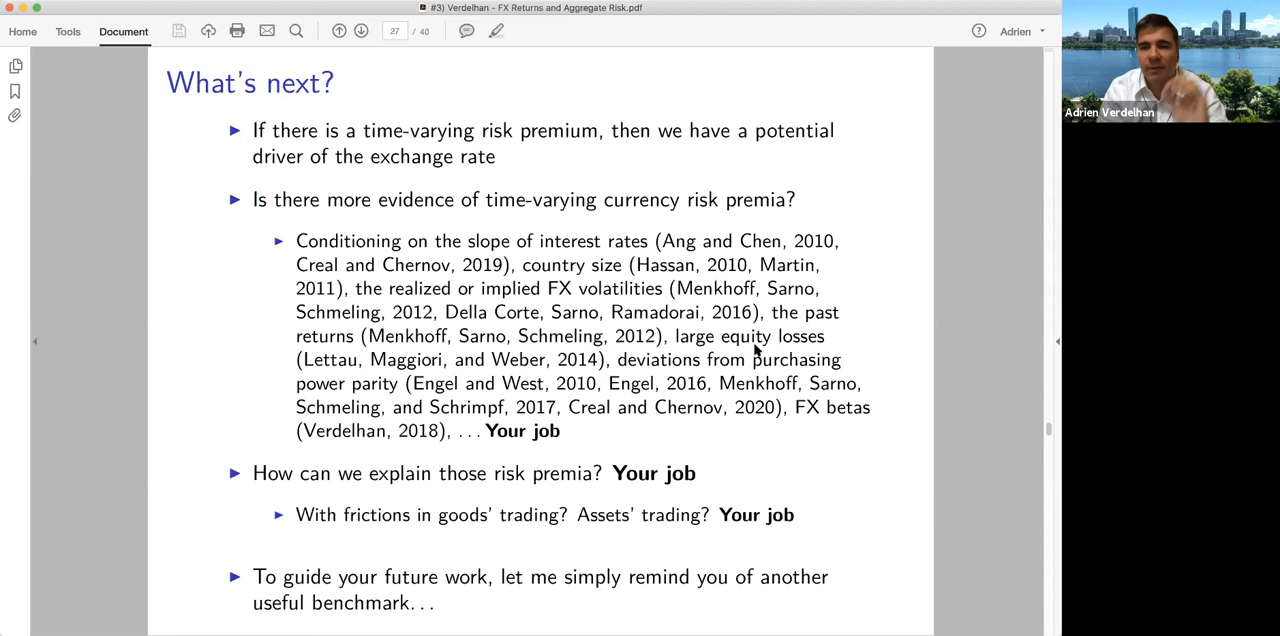 #3) Verdelhan - FX Returns and Aggregate Risk.pdf
Home Tools Document 27 / 40 Adrien
What's next?
If there is a time-varying risk premium, then we have a potential
driver of the exchange rate
Is there more evidence of time-varying currency risk premia?
Conditioning on the slope of interest rates (Ang and Chen, 2010,
Creal and Chernov, 2019), country size (Hassan, 2010, Martin,
2011), the realized or implied FX volatilities (Menkhoff, Sarno,
Schmeling, 2012, Della Corte, Sarno, Ramadorai, 2016), the past
returns (Menkhoff, Sarno, Schmeling, 2012), large equity losses
(Lettau, Maggiori, and Weber, 2014), deviations from purchasing
power parity (Engel and West, 2010, Engel, 2016, Menkhoff, Sarno,
Schmeling, and Schrimpf, 2017, Creal and Chernov, 2020), FX betas
(Verdelhan, 2018), ... Your job
How can we explain those risk premia? Your job
With frictions in goods' trading? Assets' trading? Your job
To guide your future work, let me simply remind you of another
useful benchmark...
Adrien Verdelhan